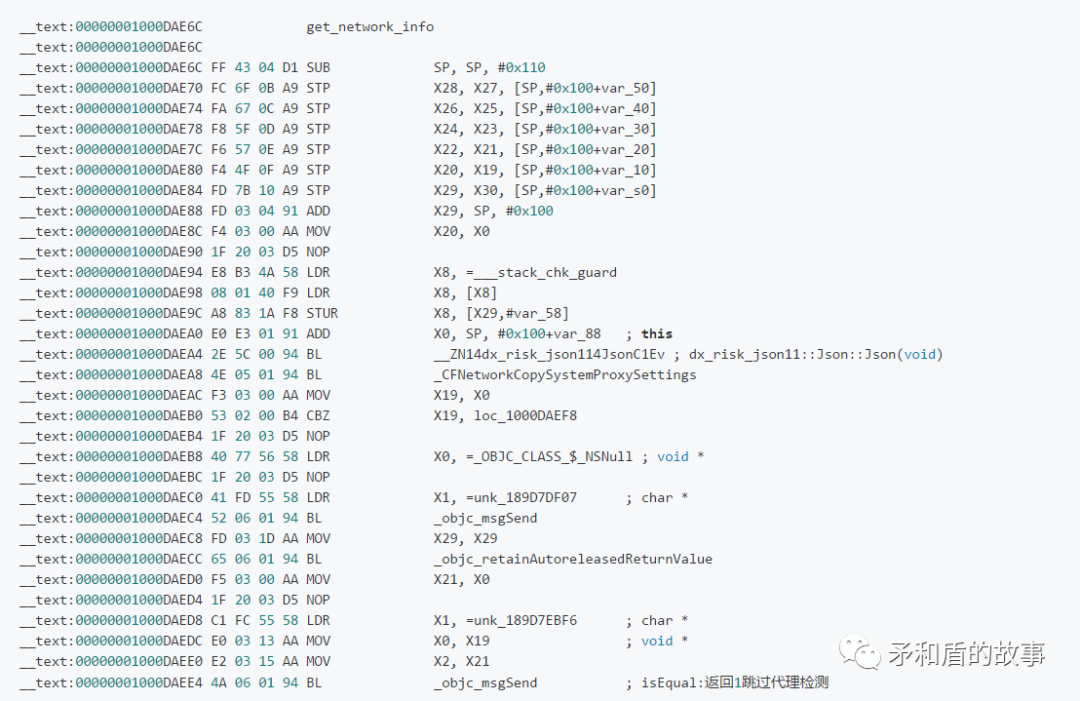 __text:00000001000DAE6C get_network_info
__text:00000001000DAE6C
__text:00000001000DAE6C FF 43 04 D1 SUB SP, SP, #0x110
__text:00000001000DAE70 FC 6F 0B A9 STP X28, X27, [SP,#0x100+var_50]
__text:00000001000DAE74 FA 67 0C A9 STP X26, X25, [SP,#0x100+var_40]
__text:00000001000DAE78 F8 5F 0D A9 STP X24, X23, [SP,#0x100+var_30]
__text:00000001000DAE7C F6 57 0E A9 STP X22, X21, [SP,#0x100+var_20]
__text:00000001000DAE80 F4 4F 0F A9 STP X20, X19, [SP,#0x100+var_10]
__text:00000001000DAE84 FD 7B 10 A9 STP X29, X30, [SP,#0x100+var_s0]
__text:00000001000DAE88 FD 03 04 91 ADD X29, SP, #0x100
__text:00000001000DAE8C F4 03 00 AA MOV X20, X0
__text:00000001000DAE90 1F 20 03 D5 NOP
__text:00000001000DAE94 E8 B3 4A 58 LDR X8, =___stack_chk_guard
__text:00000001000DAE98 08 01 40 F9 LDR X8, [X8]
__text:00000001000DAE9C A8 83 1A F8 STUR X8, [X29,#var_58]
__text:00000001000DAEA0 E0 E3 01 91 ADD X0, SP, #0x100+var_88 ; this
__text:00000001000DAEA4 2E 5C 00 94 BL __ZN14dx_risk_json114JsonC1Ev ; dx_risk_json11::Json::Json(void)
__text:00000001000DAEA8 4E 05 01 94 BL _CFNetworkCopySystemProxySettings
__text:00000001000DAEAC F3 03 00 AA MOV X19, X0
__text:00000001000DAEB0 53 02 00 B4 CBZ X19, loc_1000DAEF8
__text:00000001000DAEB4 1F 20 03 D5 NOP
__text:00000001000DAEB8 40 77 56 58 LDR X0, =_OBJC_CLASS_$_NSNull ; void *
__text:00000001000DAEBC 1F 20 03 D5 NOP
__text:00000001000DAEC0 41 FD 55 58 LDR X1, =unk_189D7DF07 ; char *
__text:00000001000DAEC4 52 06 01 94 BL _objc_msgSend
__text:00000001000DAEC8 FD 03 1D AA MOV X29, X29
__text:00000001000DAECC 65 06 01 94 BL _objc_retainAutoreleasedReturnValue
__text:00000001000DAED0 F5 03 00 AA MOV X21, X0
__text:00000001000DAED4 1F 20 03 D5 NOP
__text:00000001000DAED8 C1 FC 55 58 LDR X1, =unk_189D7EBF6 ; char *
__text:00000001000DAEDC E0 03 13 AA MOV X0, X19 ; void *
__text:00000001000DAEE0 E2 03 15 AA MOV X2, X21
__text:00000001000DAEE4 4A 06 01 94 BL _objc_msgSend ; isEqual:返回1跳过代理检测
矛和盾的故事